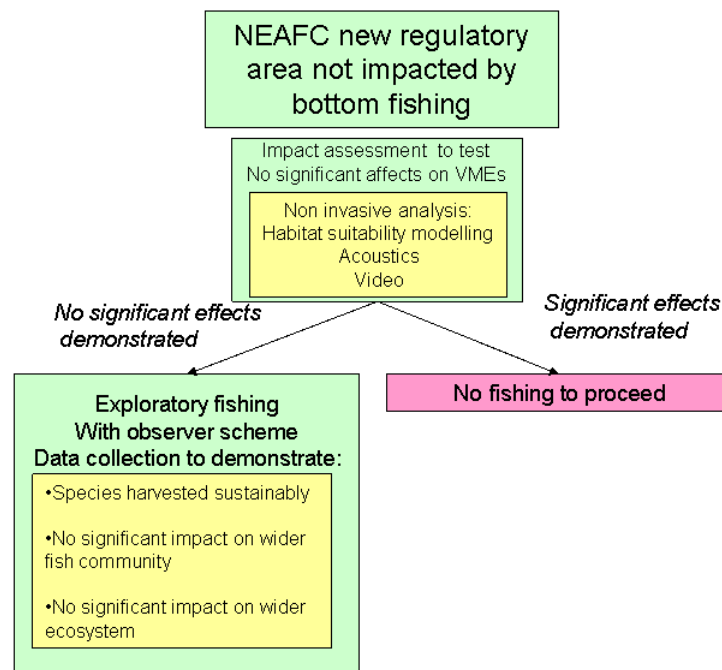 NEAFC new regulatory
area not impacted by
bottom fishing
Impact assessment to test
No significant affects on VMEs
Non invasive analysis:
Habitat suitability modelling
Acoustics
Video
No significant effects
demonstrated
Significant effects
demonstrated
Exploratory fishing
With observer scheme
Data collection to demonstrate:
•Species harvested sustainably
•No significant impact on wider
fish community
•No significant impact on wider
ecosystem
No fishing to proceed